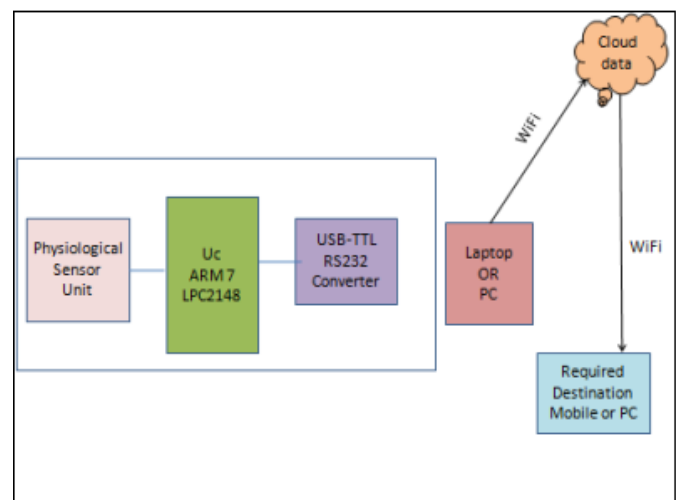 Cloud
data
WiFi
Physiological
Sensor
Unit
Uc
ARM 7
LPC2148
USB-TTL
RS232
Converter
Laptop
OR
PC
WiFi
Required
Destination
Mobile or PC